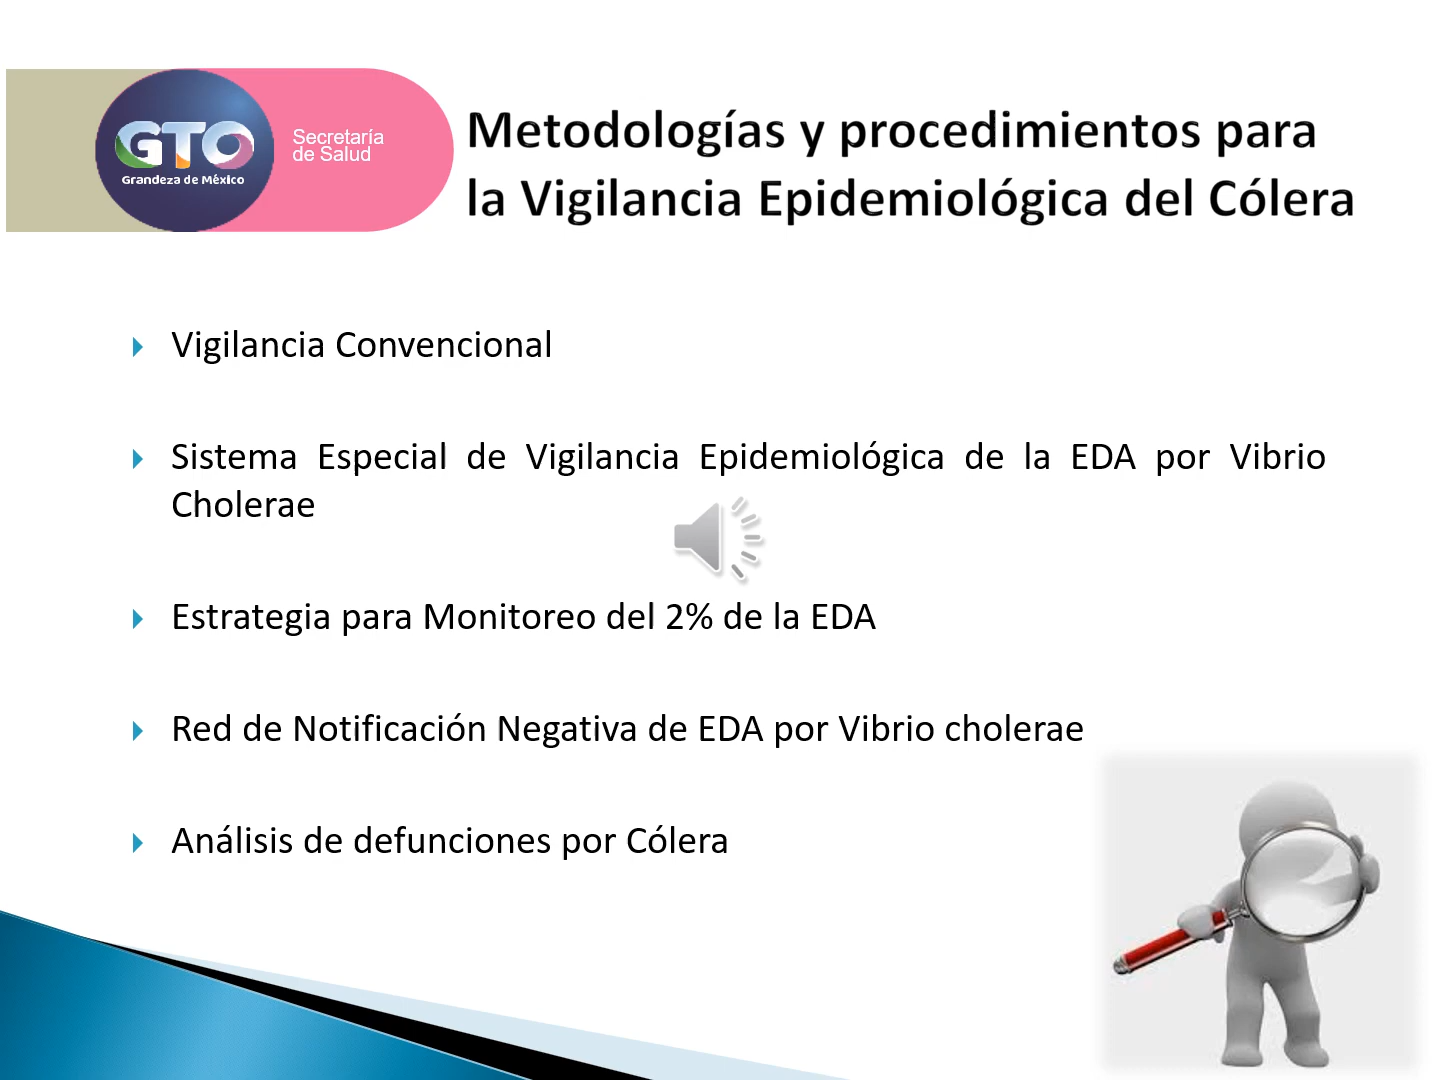 GTO
Grandeza de México
Secretaría
de Salud
Metodologías y procedimientos para
la Vigilancia Epidemiológica del Cólera
Vigilancia Convencional
Sistema Especial de Vigilancia Epidemiológica de la EDA por Vibrio
Cholerae
Estrategia para Monitoreo del 2% de la EDA
Red de Notificación Negativa de EDA por Vibrio cholerae
Análisis de defunciones por Cólera